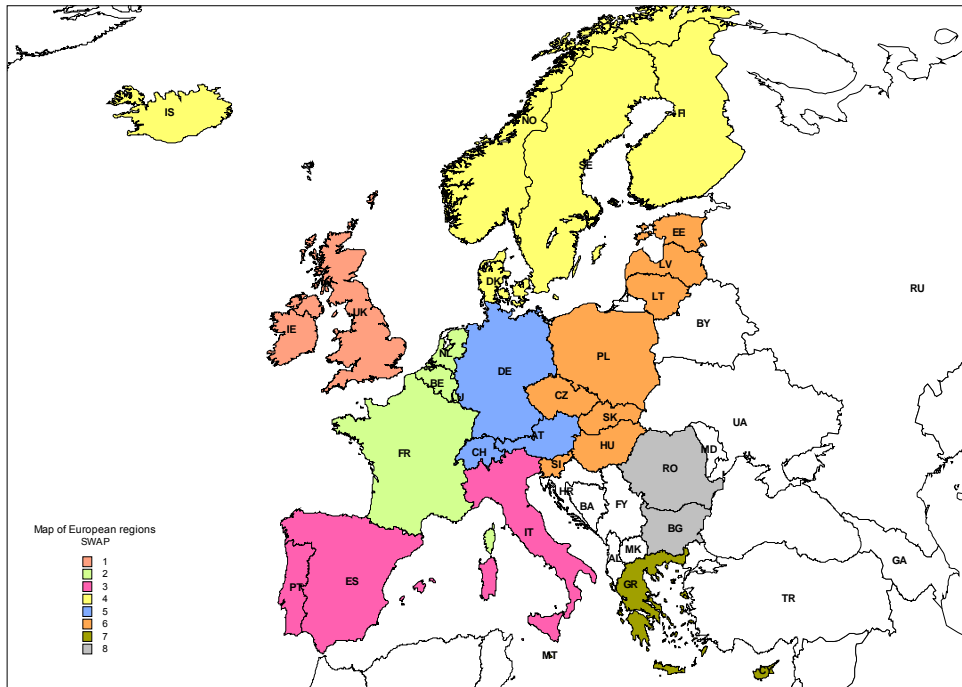 IS
NO
FI
SE
EE
LV
LT
DK
RU
BY
UK
IE
NL
BE
LU
DE
PL
CZ
SK
UA
AT
HU
MD
FR
CH
SI
RO
HR
BA
FY
BG
IT
MK
AL
GA
PT
ES
GR
TR
MT
Map of European regions
SWAP
1
2
3
4
5
6
7
8